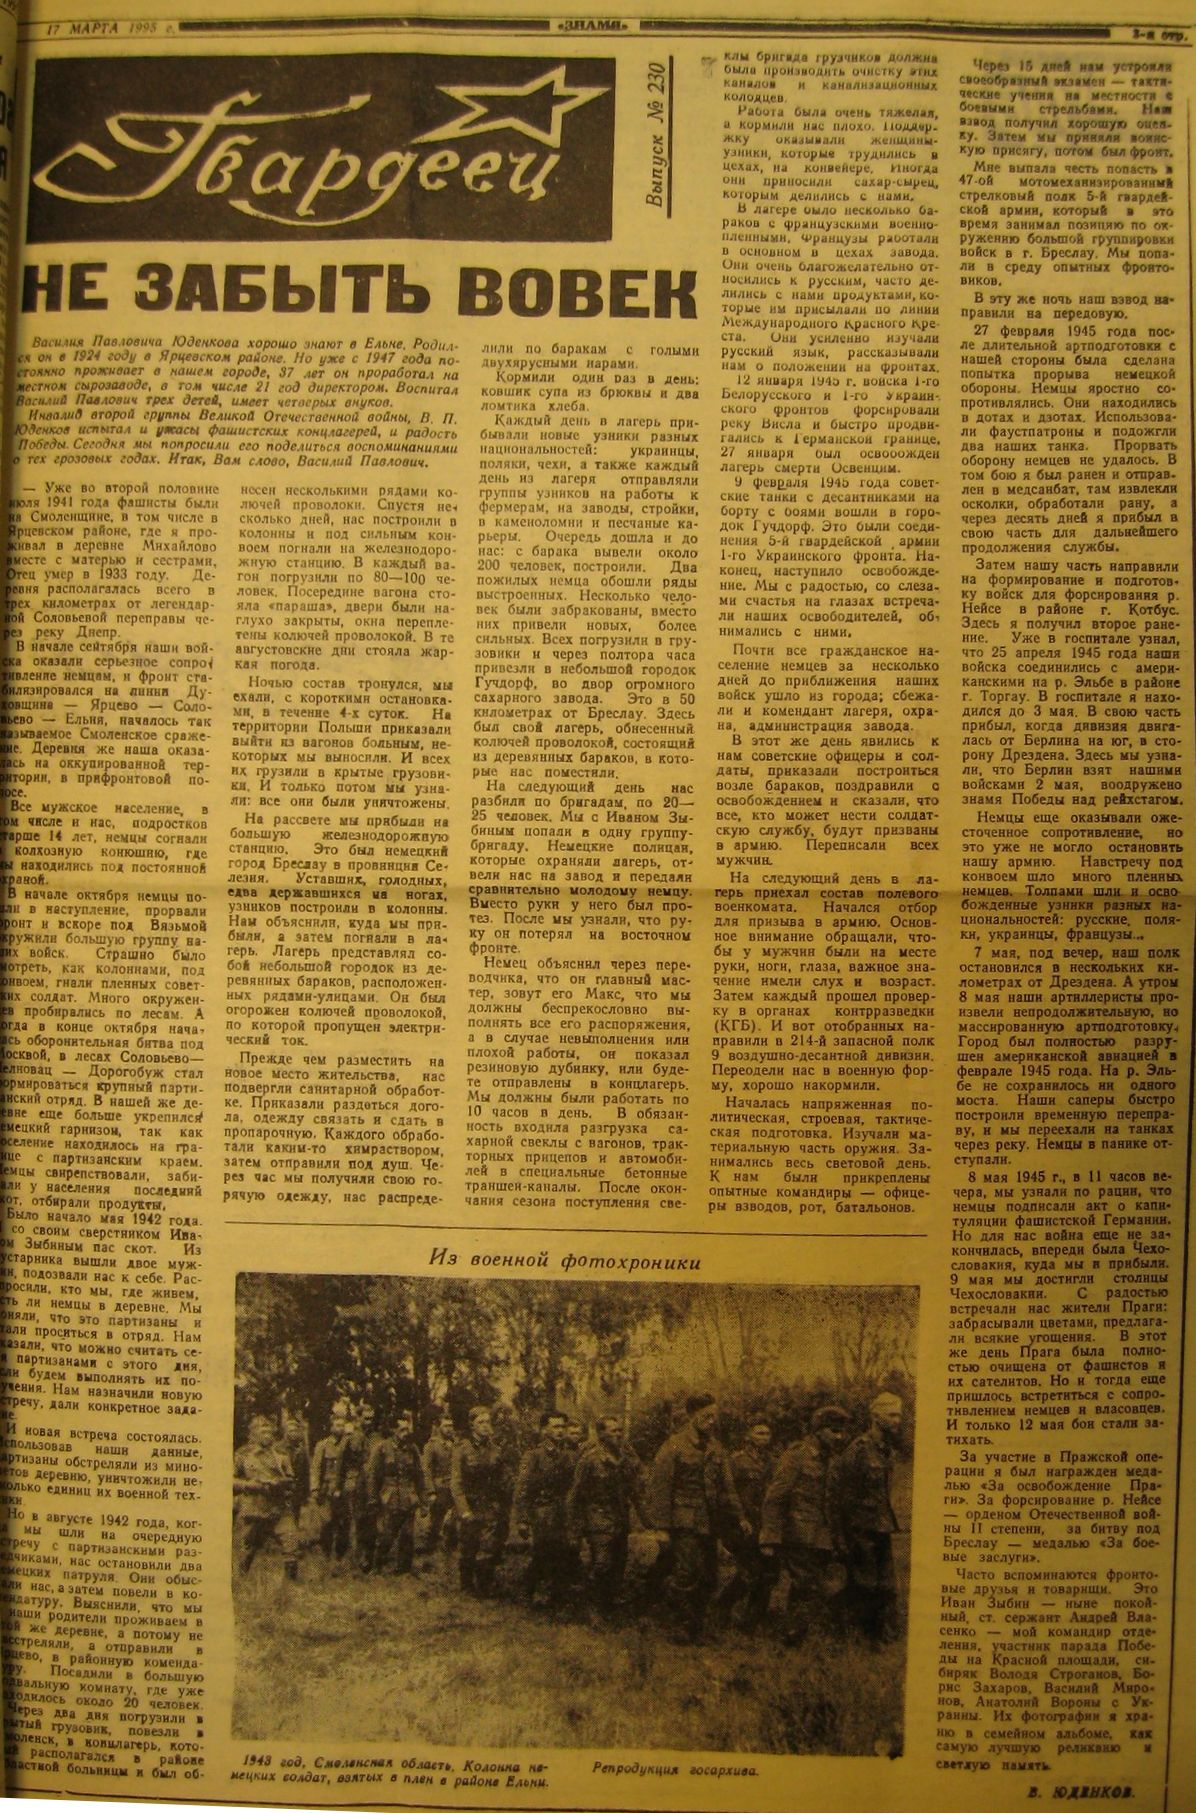 17 МАРТА 1995 г.
«ЗНАМЯ»
3-я стр.
Гвардеец
Выпуск № 230
НЕ ЗАБЫТЬ ВОВЕК
Василия Павловича Юденкова хорошо знают в Ельне. Родил-
ся он в 1924 году в Ярцевском районе. Но уже с 1947 года по-
стоянно проживает в нашем городе, 37 лет он проработал на
местном сырозаводе, в том числе 21 год директором. Воспитал
Василий Павлович трех детей, имеет четверых внуков.
Инвалид второй группы Великой Отечественной войны, В. П.
Юденков испытал и ужасы фашистских концлагерей, и радость
Победы. Сегодня мы попросили его поделиться воспоминаниями
о тех грозовых годах. Итак, Вам слово, Василий Павлович.
— Уже во второй половине
июля 1941 года фашисты были
на Смоленщине, в том числе в
Ярцевском районе, где я про-
живал в деревне Михайлово
вместе с матерью и сестрами.
Отец умер в 1933 году. Де-
ревня располагалась всего в
трех километрах от легендар-
ной Соловьевой переправы че-
рез реку Днепр.
В начале сентября наши вой-
ска оказали серьезное сопро-
тивление немцам, и фронт ста-
билизировался на линии Ду-
ховщина — Ярцево — Соло-
вьево — Ельня, началось так
называемое Смоленское сраже-
ние. Деревня же наша оказа-
лась на оккупированной тер-
ритории, в прифронтовой по-
лосе.
Все мужское население, в
том числе и нас, подростков
старше 14 лет, немцы согнали
в колхозную конюшню, где
мы находились под постоянной
охраной.
В начале октября немцы по-
шли в наступление, прорвали
фронт и вскоре под Вязьмой
окружили большую группу на-
ших войск. Страшно было
смотреть, как колоннами, под
конвоем, гнали пленных совет-
ских солдат. Много окружен-
цев пробирались по лесам. А
когда в конце октября нача-
лась оборонительная битва под
Москвой, в лесах Соловьево—
— Дорогобуж стал
формироваться крупный парти-
занский отряд. В нашей же де-
ревне еще больше укрепился
немецкий гарнизон, так как
население находилось на гра-
нице с партизанским краем.
Немцы свирепствовали, заби-
рали у населения последний
скот, отбирали продукты.
Было начало мая 1942 года.
Я со своим сверстником Ива-
ном Зыбиным пас скот. Из
кустарника вышли двое муж-
чин, подозвали нас к себе. Рас-
спросили, кто мы, где живем,
есть ли немцы в деревне. Мы
поняли, что это партизаны и
стали проситься в отряд. Нам
сказали, что можно считать се-
бя партизанами с этого дня,
если будем выполнять их по-
ручения. Нам назначили новую
встречу, дали конкретное зада-
ние.
И новая встреча состоялась.
Использовав наши данные,
партизаны обстреляли из мино-
метов деревню, уничтожили не-
сколько единиц их военной тех-
ники.
Но в августе 1942 года, ког-
да мы шли на очередную
встречу с партизанскими раз-
ведчиками, нас остановили два
немецких патруля. Они обыс-
кали нас, а затем повели в ко-
мендатуру. Выяснили, что мы
и наши родители проживаем в
той же деревне, а потому не
расстреляли, а отправили в
Ярцево, в районную коменда-
туру. Посадили в большую
подвальную комнату, где уже
находилось около 20 человек.
Через два дня погрузили в
крытый грузовик, повезли в
Смоленск, в концлагерь, кото-
рый располагался в районе
областной больницы и был об-
несен несколькими рядами ко-
лючей проволоки. Спустя не-
сколько дней, нас построили в
колонны и под сильным кон-
воем погнали на железнодоро-
жную станцию. В каждый ва-
гон погрузили по 80—100 че-
ловек. Посередине вагона сто-
яла «параша», двери были на-
глухо закрыты, окна перепле-
тены колючей проволокой. В те
августовские дни стояла жар-
кая погода.
Ночью состав тронулся, мы
ехали, с короткими остановка-
ми, в течение 4-х суток. На
территории Польши приказали
выйти из вагонов больным, не-
которых мы выносили. И всех
их грузили в крытые грузови-
ки. И только потом мы узна-
ли: все они были уничтожены.
На рассвете мы прибыли на
большую железнодорожную
станцию. Это был немецкий
город Бреслау в провинции Се-
лезия. Уставших, голодных,
едва державшихся на ногах,
узников построили в колонны.
Нам объяснили, куда мы при-
были, а затем погнали в ла-
герь. Лагерь представлял со-
бой небольшой городок из де-
ревянных бараков, расположен-
ных рядами-улицами. Он был
огорожен колючей проволокой,
по которой пропущен электри-
ческий ток.
Прежде чем разместить на
новое место жительства, нас
подвергли санитарной обработ-
ке. Приказали раздеться дого-
ла, одежду связать и сдать в
пропарочную. Каждого обрабо-
тали каким-то химраствором,
затем отправили под душ. Че-
рез час мы получили свою го-
рячую одежду, нас распреде-
лили по баракам с голыми
двухярусными нарами.
Кормили один раз в день:
ковшик супа из брюквы и два
ломтика хлеба.
Каждый день в лагерь при-
бывали новые узники разных
национальностей: украинцы,
поляки, чехи, а также каждый
день из лагеря отправляли
группы узников на работы к
фермерам, на заводы, стройки,
в каменоломни и песчаные ка-
рьеры. Очередь дошла и до
нас: с барака вывели около
200 человек, построили. Два
пожилых немца обошли ряды
выстроенных. Несколько чело-
век были забракованы, вместо
них привели новых, более
сильных. Всех погрузили в гру-
зовики и через полтора часа
привезли в небольшой городок
Гучдорф, во двор огромного
сахарного завода. Это в 50
километрах от Бреслау. Здесь
был свой лагерь, обнесенный
колючей проволокой, состоящий
из деревянных бараков, в кото-
рые нас поместили.
На следующий день нас
разбили по бригадам, по 20—
25 человек. Мы с Иваном Зы-
биным попали в одну группу-
бригаду. Немецкие полицаи,
которые охраняли лагерь, от-
вели нас на завод и передали
сравнительно молодому немцу.
Вместо руки у него был про-
тез. После мы узнали, что ру-
ку он потерял на восточном
фронте.
Немец объяснил через пере-
водчика, что он главный мас-
тер, зовут его Макс, что мы
должны беспрекословно вы-
полнять все его распоряжения,
а в случае невыполнения или
плохой работы, он показал
резиновую дубинку, или буде-
те отправлены в концлагерь.
Мы должны были работать по
10 часов в день. В обязан-
ность входила разгрузка са-
харной свеклы с вагонов, трак-
торных прицепов и автомоби-
лей в специальные бетонные
траншеи-каналы. После окон-
чания сезона поступления све-
клы бригада грузчиков должна
была производить очистку этих
каналов и канализационных
колодцев.
Работа была очень тяжелая,
а кормили нас плохо. Поддер-
жку оказывали женщины-
узники, которые трудились в
цехах, на конвейере. Иногда
они приносили сахар-сырец,
которым делились с нами.
В лагере было несколько ба-
раков с французскими военно-
пленными. Французы работали
в основном в цехах завода.
Они очень благожелательно от-
носились к русским, часто де-
лились с нами продуктами, ко-
торые им присылали по линии
Международного Красного Кре-
ста. Они усиленно изучали
русский язык, рассказывали
нам о положении на фронтах.
12 января 1945 г. войска 1-го
Белорусского и 1-го Украин-
ского фронтов форсировали
реку Висла и быстро продви-
гались к Германской границе,
27 января был освобожден
лагерь смерти Освенцим.
9 февраля 1945 года совет-
ские танки с десантниками на
борту с боями вошли в горо-
док Гучдорф. Это были соеди-
нения 5-й гвардейской армии
1-го Украинского фронта. На-
конец, наступило освобожде-
ние. Мы с радостью, со слеза-
ми счастья на глазах встреча-
ли наших освободителей, об-
нимались с ними.
Почти все гражданское на-
селение немцев за несколько
дней до приближения наших
войск ушло из города; сбежа-
ли и комендант лагеря, охра-
на, администрация завода.
В этот же день явились к
нам советские офицеры и сол-
даты, приказали построиться
возле бараков, поздравили с
освобождением и сказали, что
все, кто может нести солдат-
скую службу, будут призваны
в армию. Переписали всех
мужчин.
На следующий день в ла-
герь приехал состав полевого
военкомата. Начался отбор
для призыва в армию. Основ-
ное внимание обращали, что-
бы у мужчин были на месте
руки, ноги, глаза, важное зна-
чение имели слух и возраст.
Затем каждый прошел провер-
ку в органах контрразведки
(КГБ). И вот отобранных на-
правили в 214-й запасной полк
9 воздушно-десантной дивизии.
Переодели нас в военную фор-
му, хорошо накормили.
Началась напряженная по-
литическая, строевая, тактиче-
ская подготовка. Изучали ма-
териальную часть оружия. За-
нимались весь световой день.
К нам были прикреплены
опытные командиры — офице-
ры взводов, рот, батальонов.
Через 15 дней нам устроили
своеобразный экзамен — такти-
ческие учения на местности с
боевыми стрельбами. Наш
взвод получил хорошую оцен-
ку. Затем мы приняли воинс-
кую присягу, потом был фронт.
Мне выпала честь попасть в
47-ой мотомеханизированный
стрелковый полк 5-й гвардей-
ской армии, который в это
время занимал позицию по ок-
ружению большой группировки
войск в г. Бреслау. Мы попа-
ли в среду опытных фронто-
виков.
В эту же ночь наш взвод на-
правили на передовую.
27 февраля 1945 года пос-
ле длительной артподготовки с
нашей стороны была сделана
попытка прорыва немецкой
обороны. Немцы яростно со-
противлялись. Они находились
в дотах и дзотах. Использова-
ли фаустпатроны и подожгли
два наших танка. Прорвать
оборону немцев не удалось. В
том бою я был ранен и отправ-
лен в медсанбат, там извлекли
осколки, обработали рану, а
через десять дней я прибыл в
свою часть для дальнейшего
продолжения службы.
Затем нашу часть направили
на формирование и подготов-
ку войск для форсирования р.
Нейсе в районе г. Котбус.
Здесь я получил второе ране-
ние. Уже в госпитале узнал,
что 25 апреля 1945 года наши
войска соединились с амери-
канскими на р. Эльбе в районе
г. Торгау. В госпитале я нахо-
дился до 3 мая. В свою часть
прибыл, когда дивизия двига-
лась от Берлина на юг, в сто-
рону Дрездена. Здесь мы узна-
ли, что Берлин взят нашими
войсками 2 мая, воодружено
знамя Победы над рейхстагом.
Немцы еще оказывали оже-
сточенное сопротивление, но
это уже не могло остановить
нашу армию. Навстречу под
конвоем шло много пленных
немцев. Толпами шли и осво-
божденные узники разных на-
циональностей: русские, поля-
ки, украинцы, французы...
7 мая, под вечер, наш полк
остановился в нескольких ки-
лометрах от Дрездена. А утром
8 мая наши артиллеристы про-
извели непродолжительную, но
массированную артподготовку.
Город был полностью разру-
шен американской авиацией в
феврале 1945 года. На р. Эль-
бе не сохранилось ни одного
моста. Наши саперы быстро
построили временную перепра-
ву, и мы переехали на танках
через реку. Немцы в панике от-
ступали.
8 мая 1945 г., в 11 часов ве-
чера, мы узнали по рации, что
немцы подписали акт о капи-
туляции фашистской Германии.
Но для нас война еще не за-
кончилась, впереди была Чехо-
словакия, куда мы и прибыли.
9 мая мы достигли столицы
Чехословакии. С радостью
встречали нас жители Праги:
забрасывали цветами, предлага-
ли всякие угощения. В этот
же день Прага была полно-
стью очищена от фашистов и
их сателитов. Но и тогда еще
пришлось встретиться с сопро-
тивлением немцев и власовцев.
И только 12 мая бои стали за-
тихать.
За участие в Пражской опе-
рации я был награжден меда-
лью «За освобождение Пра-
ги». За форсирование р. Нейсе
— орденом Отечественной вой-
ны II степени, за битву под
Бреслау — медалью «За бое-
вые заслуги».
Часто вспоминаются фронто-
вые друзья и товарищи. Это
Иван Зыбин — ныне покой-
ный, ст. сержант Андрей Вла-
сенко — мой командир отде-
ления, участник парада Побе-
ды на Красной площади, си-
биряк Володя Строганов, Бо-
рис Захаров, Василий Миро-
нов, Анатолий Вороны с Ук-
раины. Их фотографии я хра-
ню в семейном альбоме, как
самую лучшую реликвию и
светлую память.
В. ЮДЕНКОВ.
Из военной фотохроники
1943 год, Смоленская область. Колонна не-
мецких солдат, взятых в плен в районе Ельни.
Репродукция госархива.